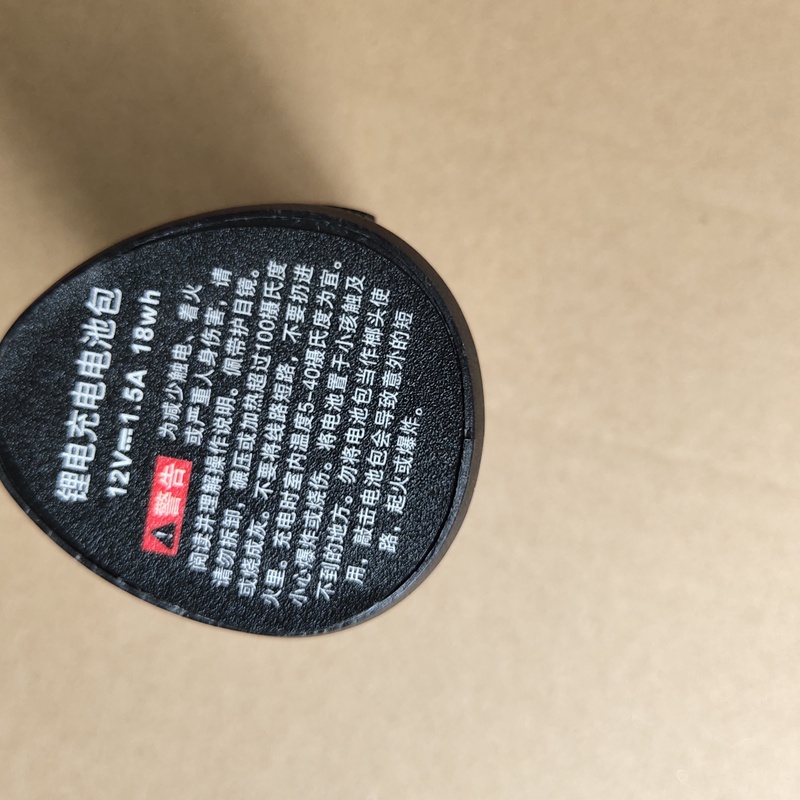 锂电充电电池包
12V⎓1.5A 18wh
警告 为减少触电、着火
或严重人身伤害，请
阅读并理解操作说明。佩带护目镜。
请勿拆卸，碾压或加热超过100摄氏度
或烧成灰。不要将线路短路，不要扔进
火里。充电时室内温度5-40摄氏度为宜。
小心爆炸或烧伤。将电池置于小孩触及
不到的地方。勿将电池包当作榔头使
用，敲击电池包会导致意外的短
路，起火或爆炸。